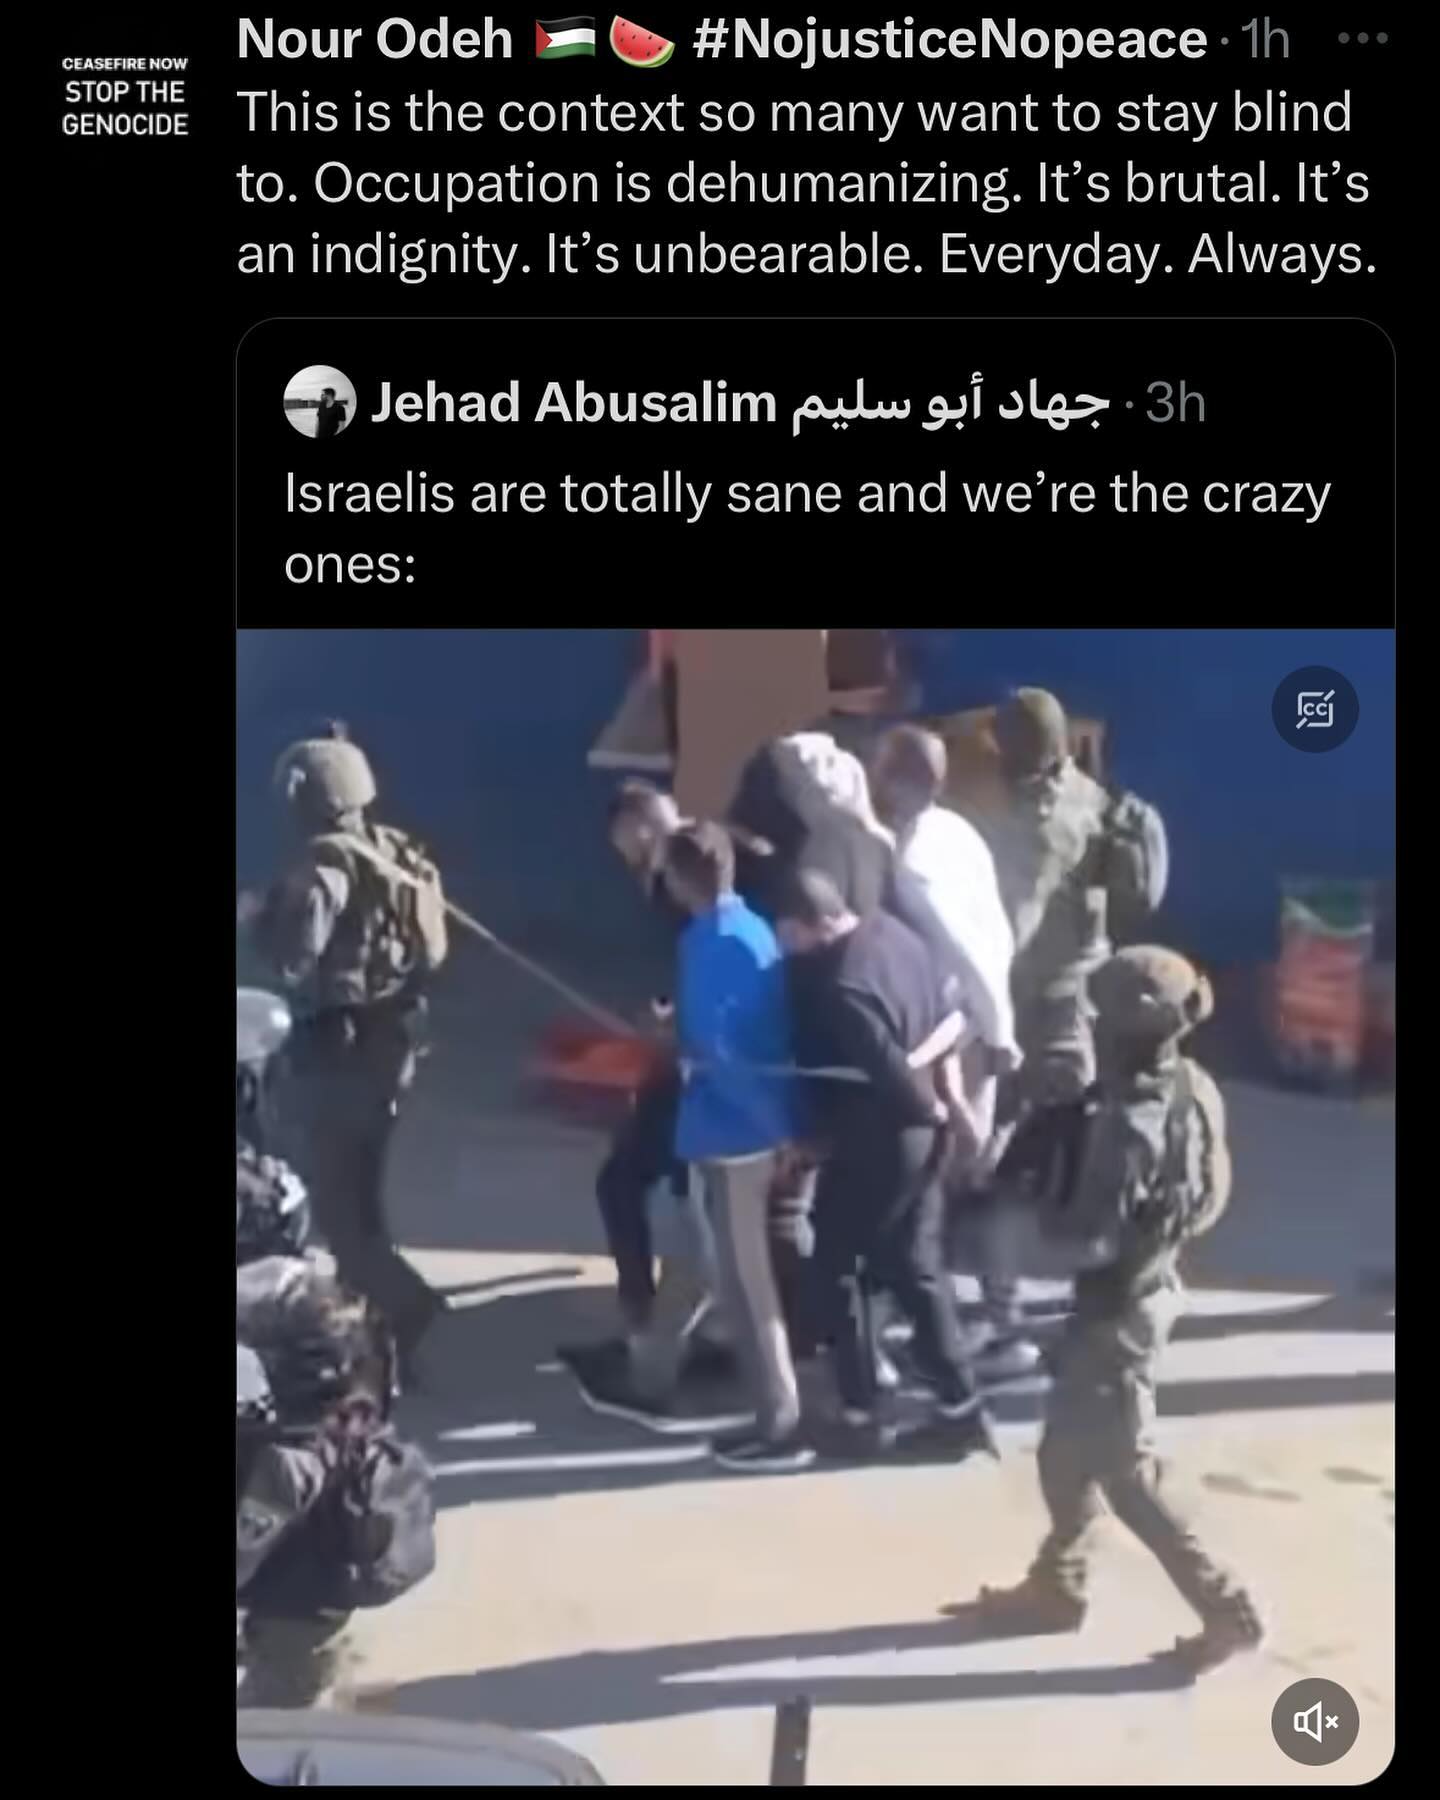 CEASEFIRE NOW
STOP THE
GENOCIDE
Nour Odeh 🇵🇸🍉 #NojusticeNopeace · 1h
This is the context so many want to stay blind
to. Occupation is dehumanizing. It’s brutal. It’s
an indignity. It’s unbearable. Everyday. Always.
Jehad Abusalim جهاد أبو سليم · 3h
Israelis are totally sane and we’re the crazy
ones:
CC